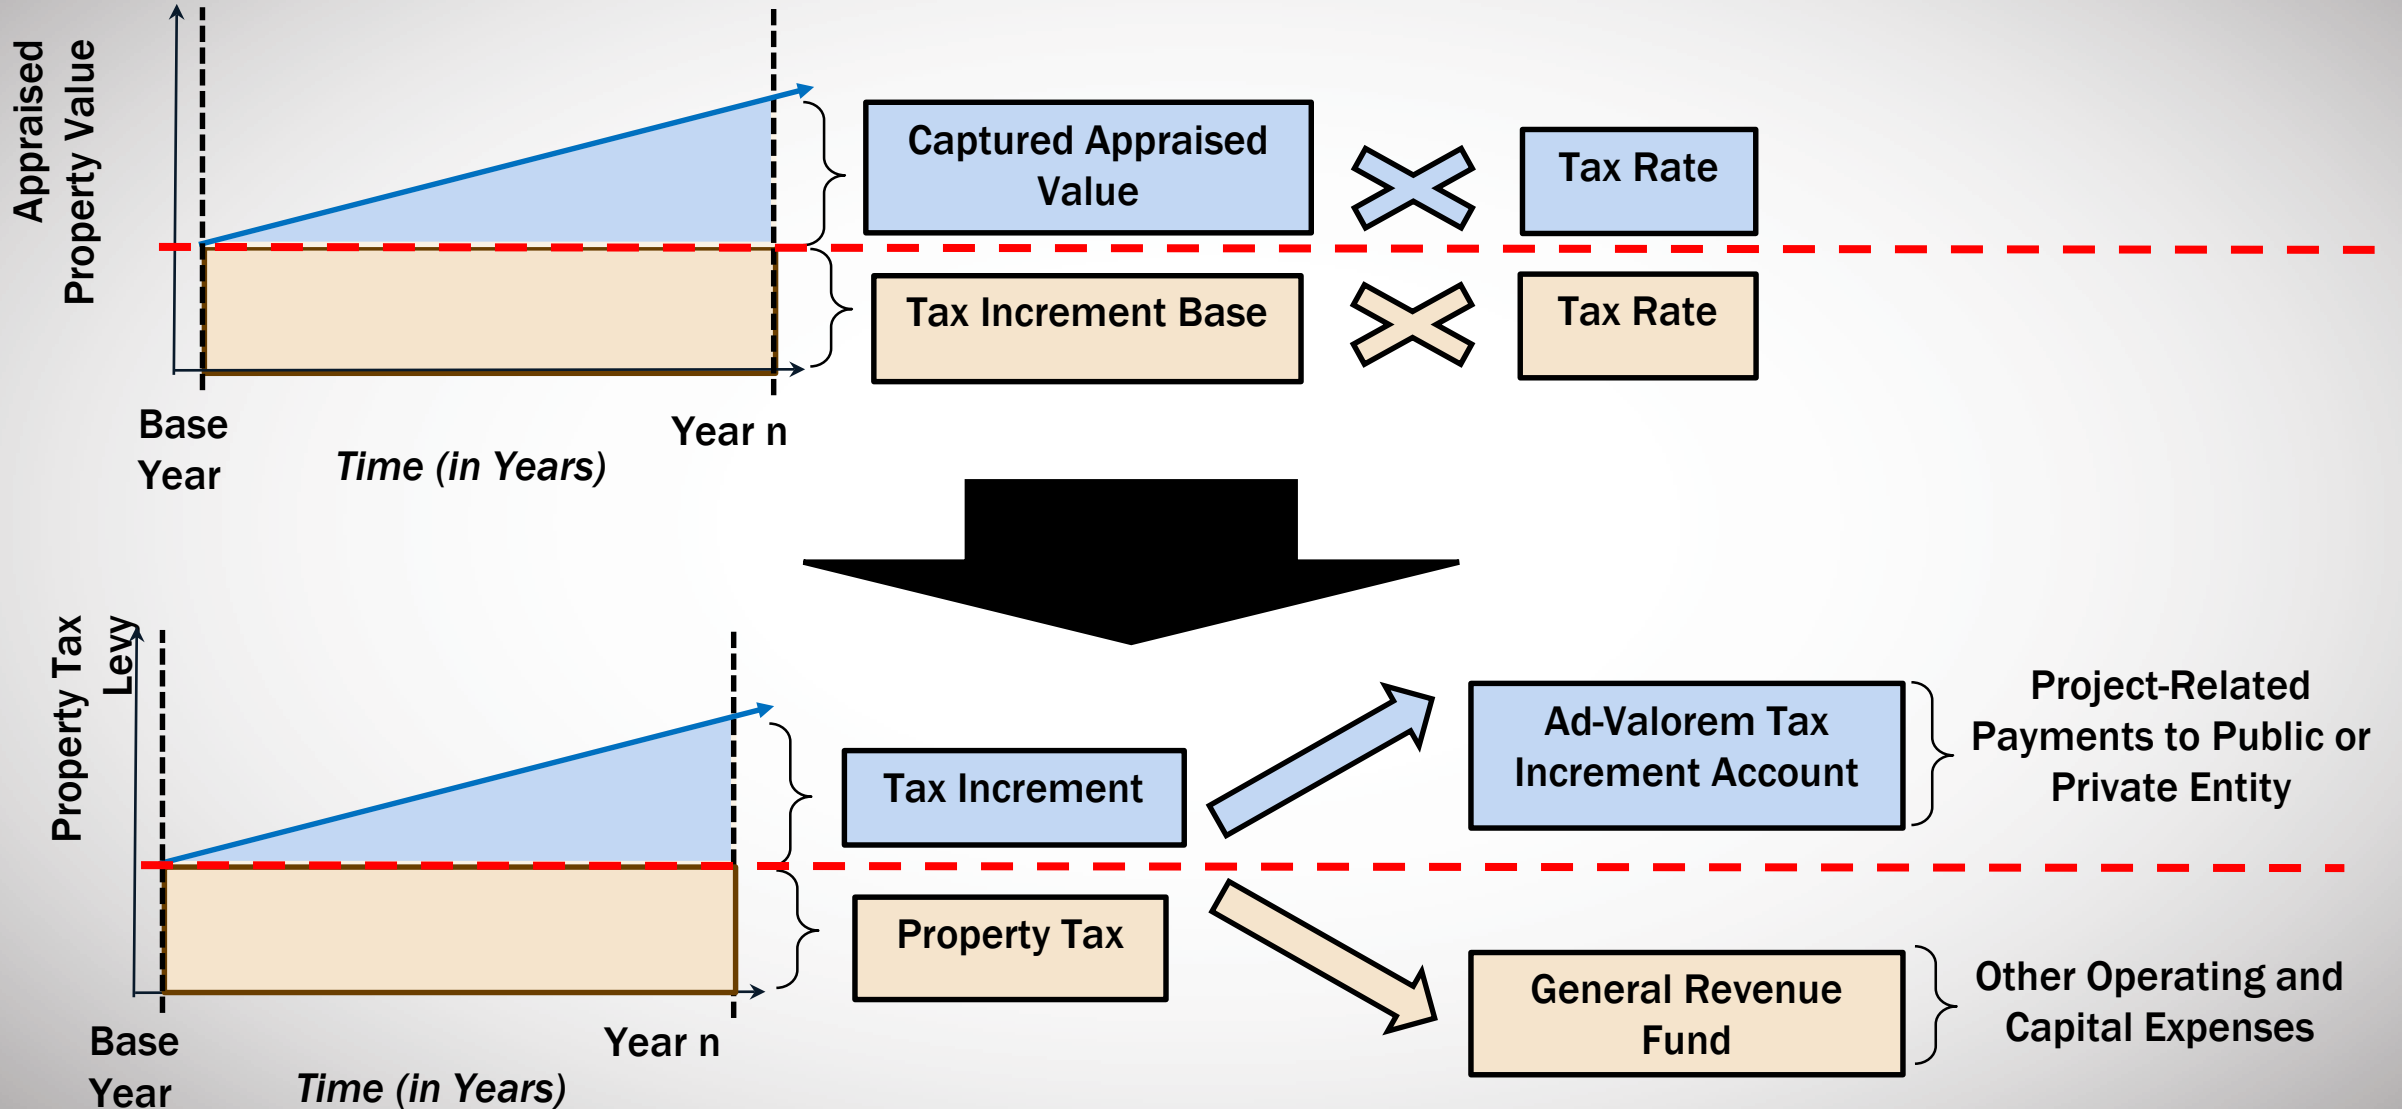 Appraised
Property Value
Captured Appraised
Value
Tax Rate
Tax Increment Base
Tax Rate
Base
Year
Time (in Years)
Year n
Property Tax
Levy
Tax Increment
Ad-Valorem Tax
Increment Account
Project-Related
Payments to Public or
Private Entity
Property Tax
General Revenue
Fund
Other Operating and
Capital Expenses
Base
Year
Time (in Years)
Year n